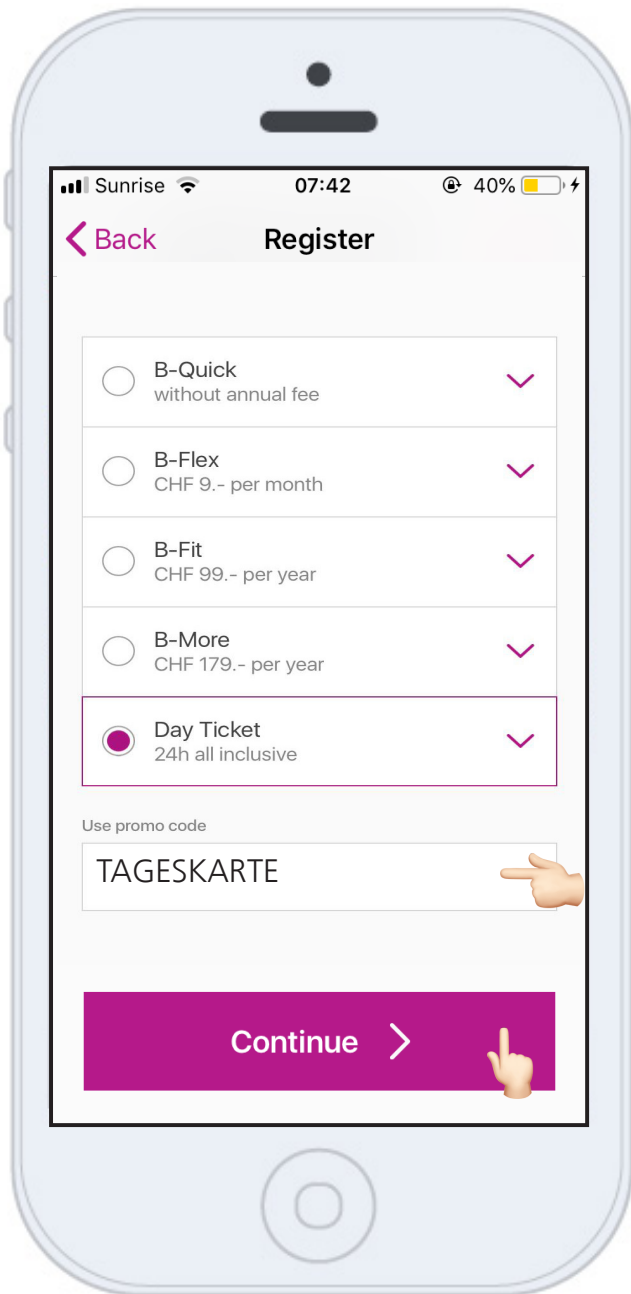 Sunrise 07:42 40%
Back Register
B-Quick
without annual fee
B-Flex
CHF 9.- per month
B-Fit
CHF 99.- per year
B-More
CHF 179.- per year
Day Ticket
24h all inclusive
Use promo code
TAGESKARTE
Continue